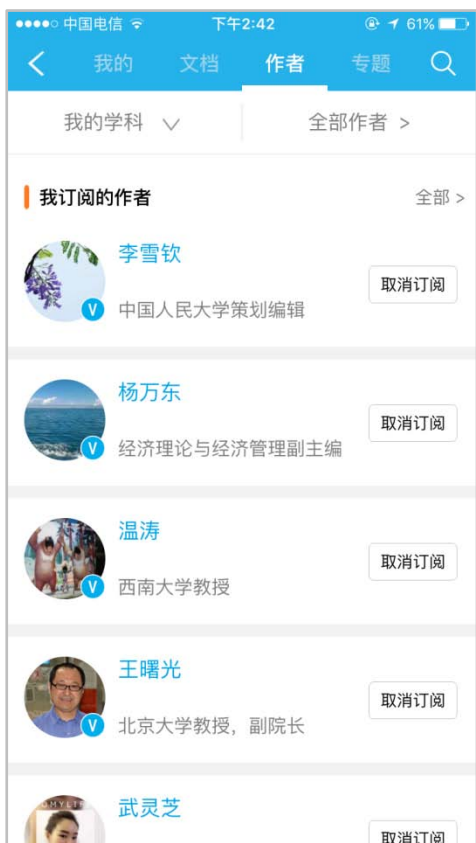 中国电信 下午2:42 61%
我的 文档 作者 专题
我的学科 全部作者 >
我订阅的作者 全部 >
李雪钦
V 中国人民大学策划编辑
取消订阅
杨万东
V 经济理论与经济管理副主编
取消订阅
温涛
V 西南大学教授
取消订阅
王曙光
V 北京大学教授，副院长
取消订阅
OMYLIF
武灵芝
取消订阅